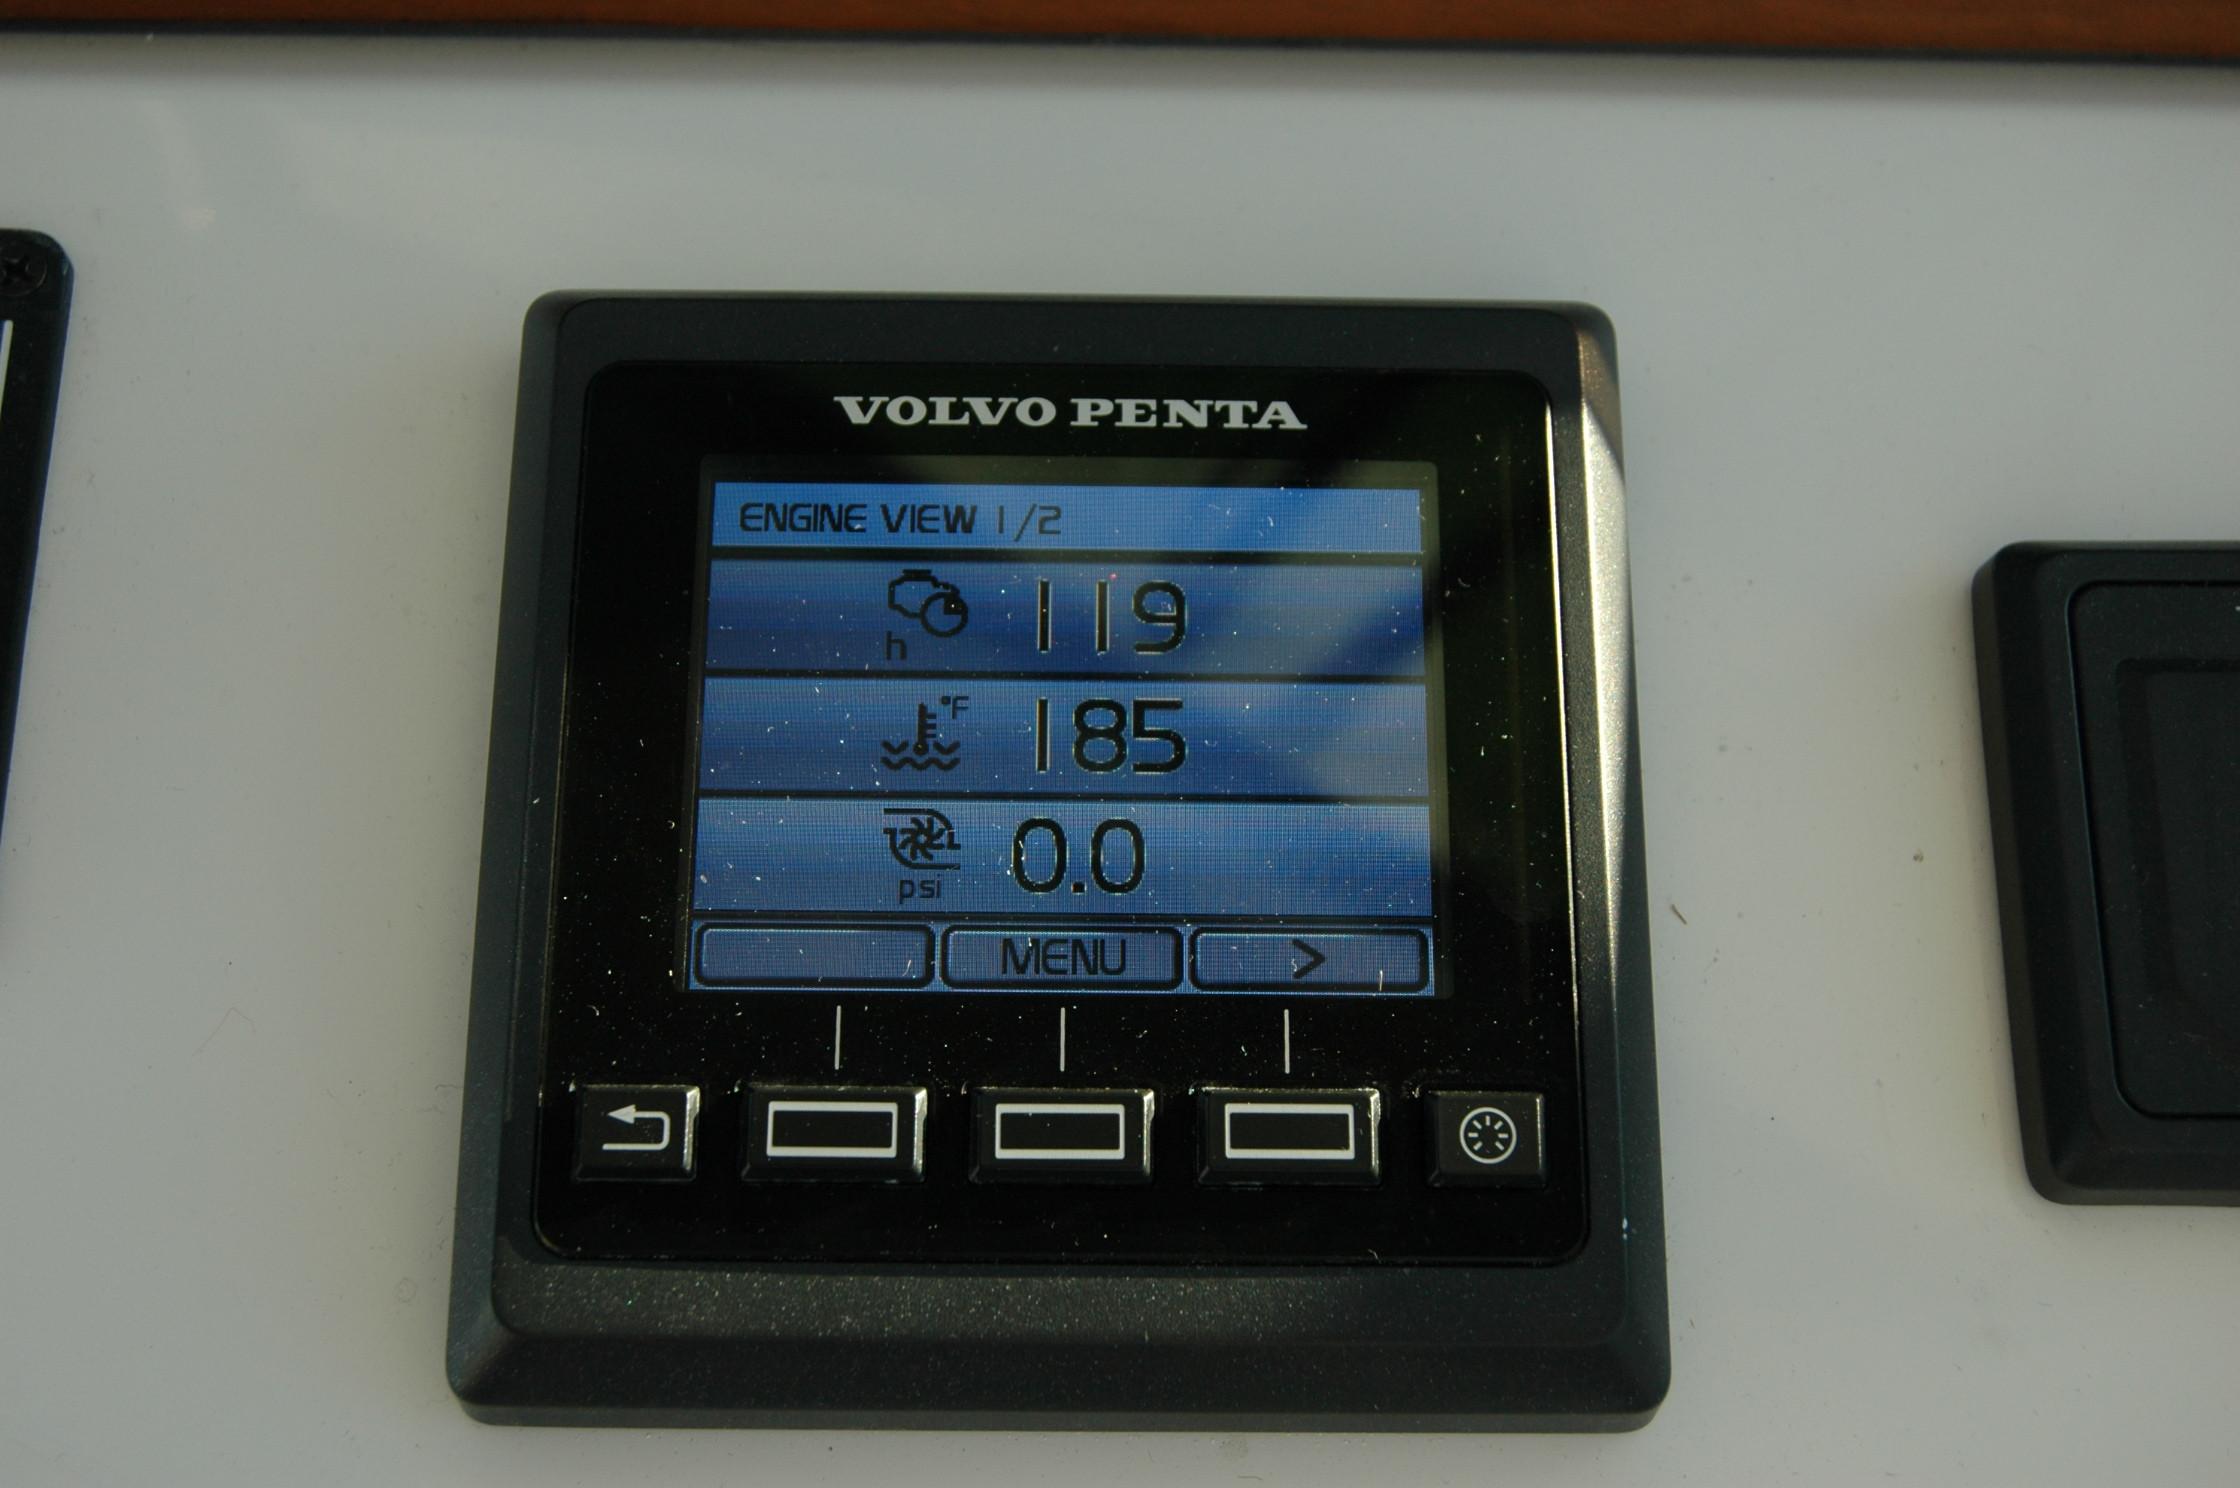 VOLVO PENTA
ENGINE VIEW 1/2
h 119
°F 185
psi 0.0
MENU >